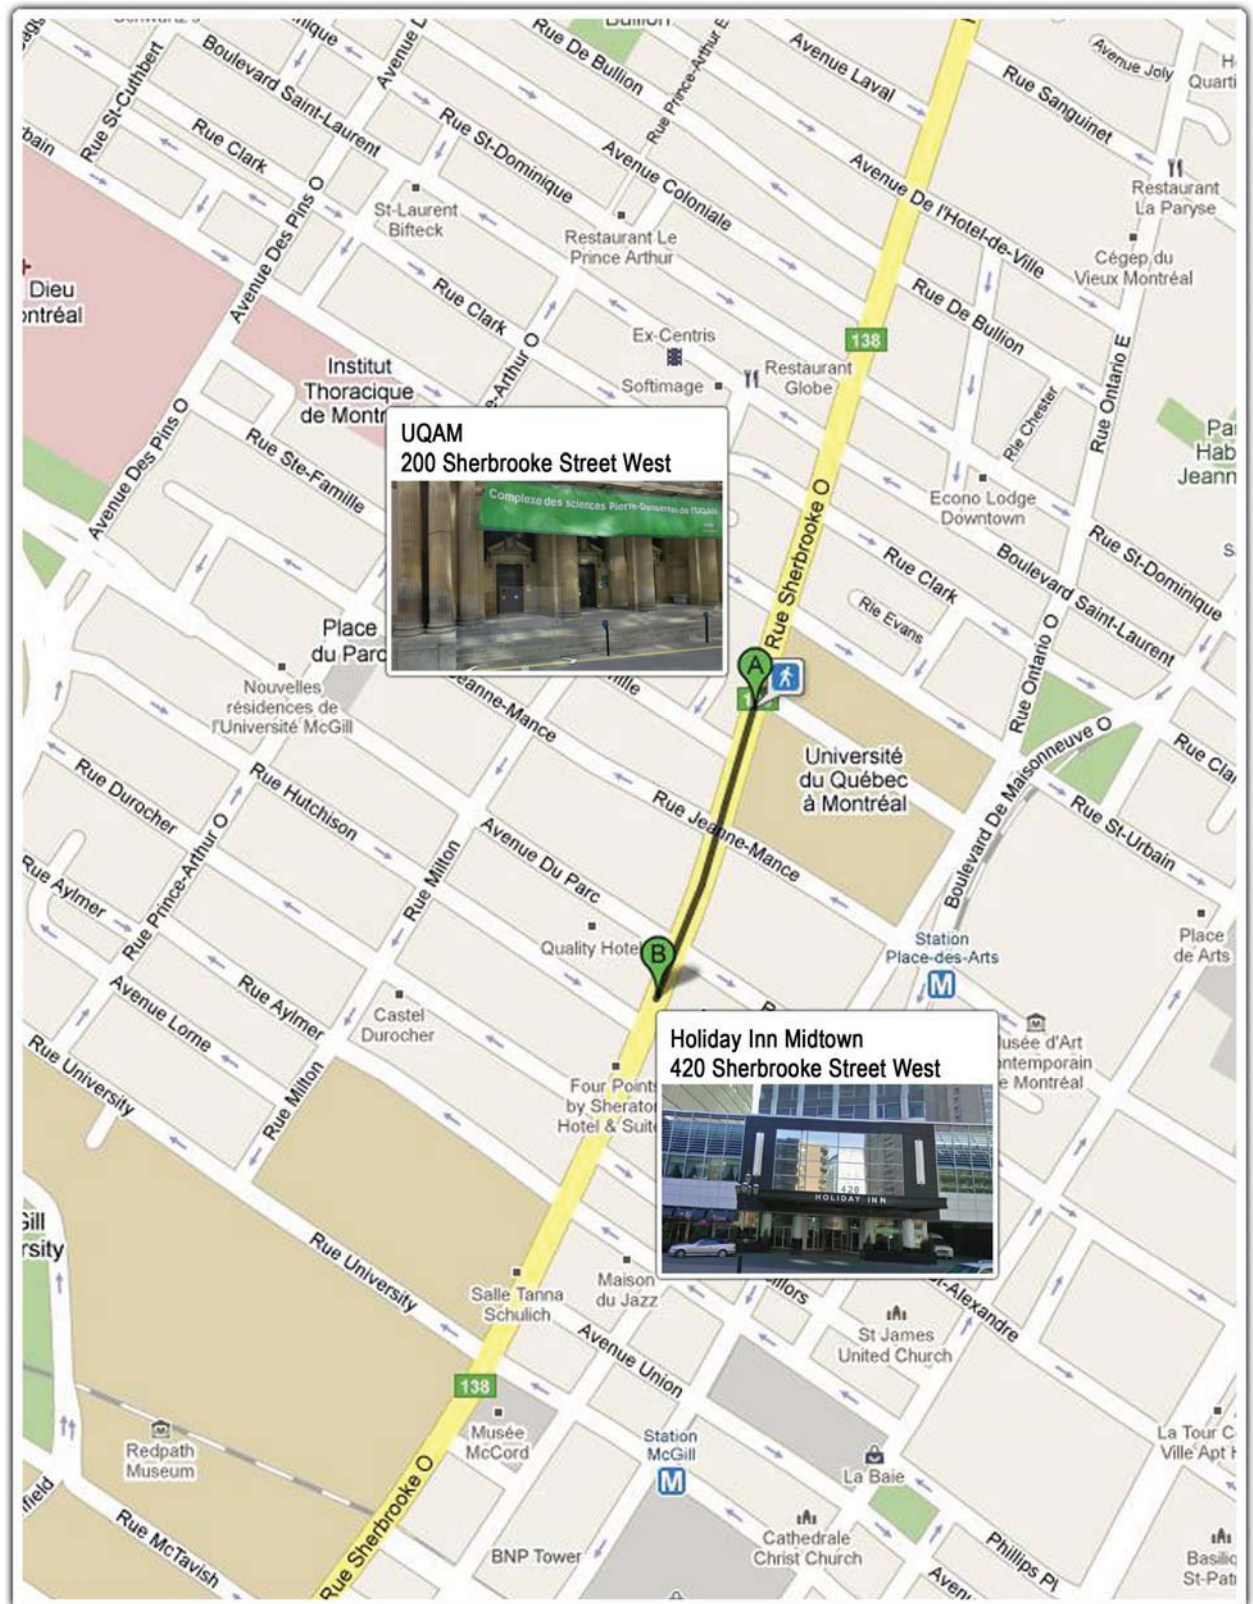 Bullion
Boulevard Saint-Laurent
Rue De Bullion
Avenue Laval
Avenue Joly
Rue Sanguinet
Rue St-Cuthbert
Rue Clark
Rue St-Dominique
Rue Prince-Arthur E
Avenue Coloniale
Avenue De l'Hotel-de-Ville
Restaurant
La Paryse
Avenue Des Pins O
St-Laurent
Bifteck
Restaurant Le
Prince Arthur
Cégep du
Vieux Montréal
Dieu
Rue Clark
Rue De Bullion
138
Ex-Centris
Softimage
Restaurant
Globe
Institut
Thoracique
Rue Chester
Rue Ontario E
Avenue Des Pins O
Rue Ste-Famille
UQAM
200 Sherbrooke Street West
Complexe des sciences Pierre-Dansereau de l'UQAM
Econo Lodge
Downtown
Rue Sherbrooke O
Rue Clark
Boulevard Saint-Laurent
Rue St-Dominique
Rle Evans
Rue Ontario O
Place
du Parc
A
Nouvelles
résidences de
l'Université McGill
Université
du Québec
à Montréal
Boulevard De Maisonneuve O
Rue St-Urbain
Rue Durocher
Rue Hutchison
Rue Jeanne-Mance
Avenue Du Parc
Rue Milton
Rue Prince-Arthur O
Rue Aylmer
Quality Hotel
B
Station
Place-des-Arts
M
Place
de Arts
Rue Aylmer
Avenue Lorne
Castel
Durocher
Holiday Inn Midtown
420 Sherbrooke Street West
420
HOLIDAY INN
Rue University
Rue Milton
Four Points
by Sheraton
Hotel & Suite
Rue University
Salle Tanna
Schulich
Maison
du Jazz
St James
United Church
Avenue Union
138
Musée
McCord
Station
McGill
M
Redpath
Museum
La Baie
Rue McTavish
Rue Sherbrooke O
BNP Tower
Cathedrale
Christ Church
Phillips Pl